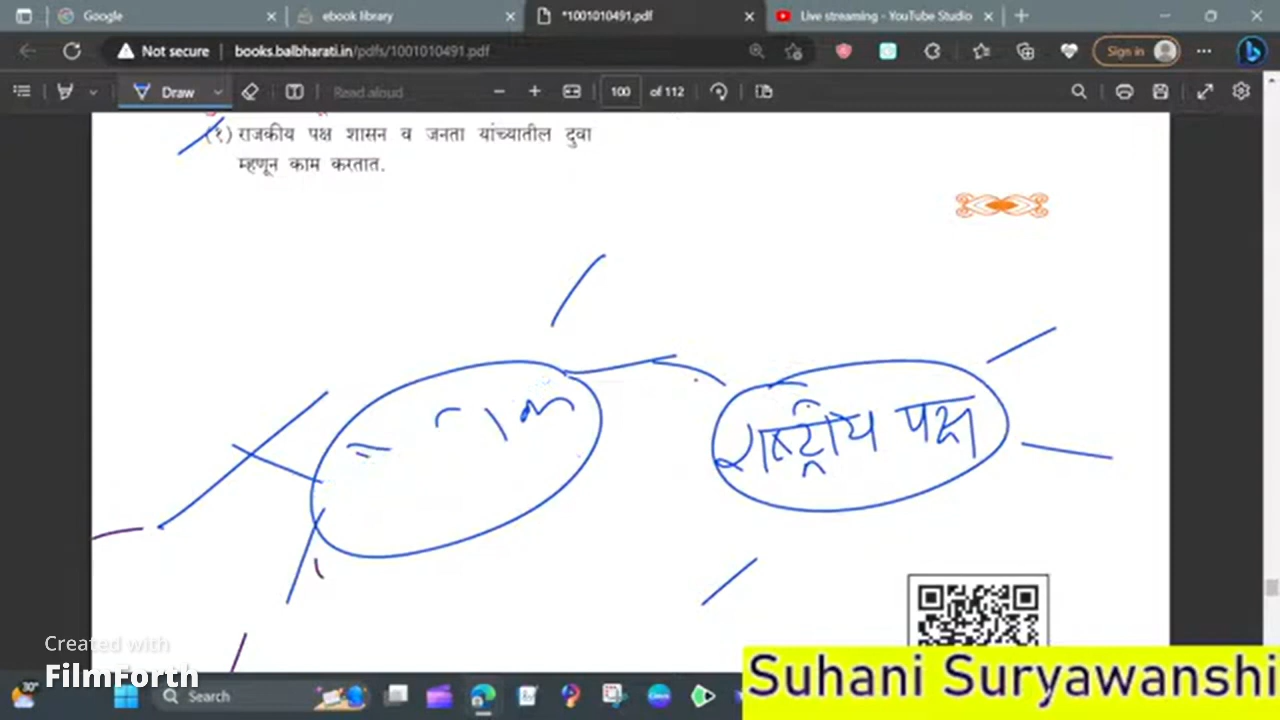 Google
ebook library
*1001010491.pdf
Live streaming - YouTube Studio
Not secure
books.balbharati.in/pdfs/1001010491.pdf
Sign in
Draw
Read aloud
100 of 112
(१) राजकीय पक्ष शासन व जनता यांच्यातील दुवा
म्हणून काम करतात.
राष्ट्रीय पक्ष
Created with
FilmForth
Suhani Suryawanshi
30°
Search